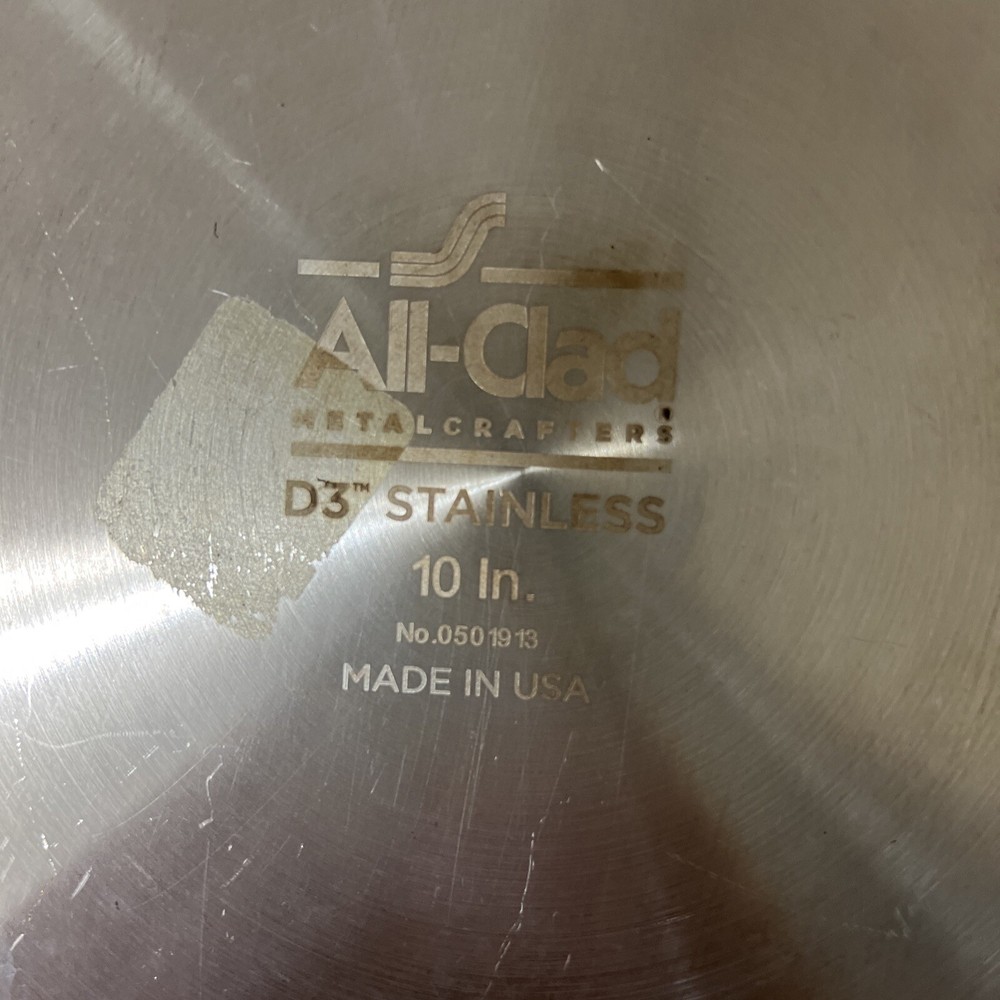 All-Clad
METALCRAFTERS
D3™ STAINLESS
10 In.
No.0501913
MADE IN USA